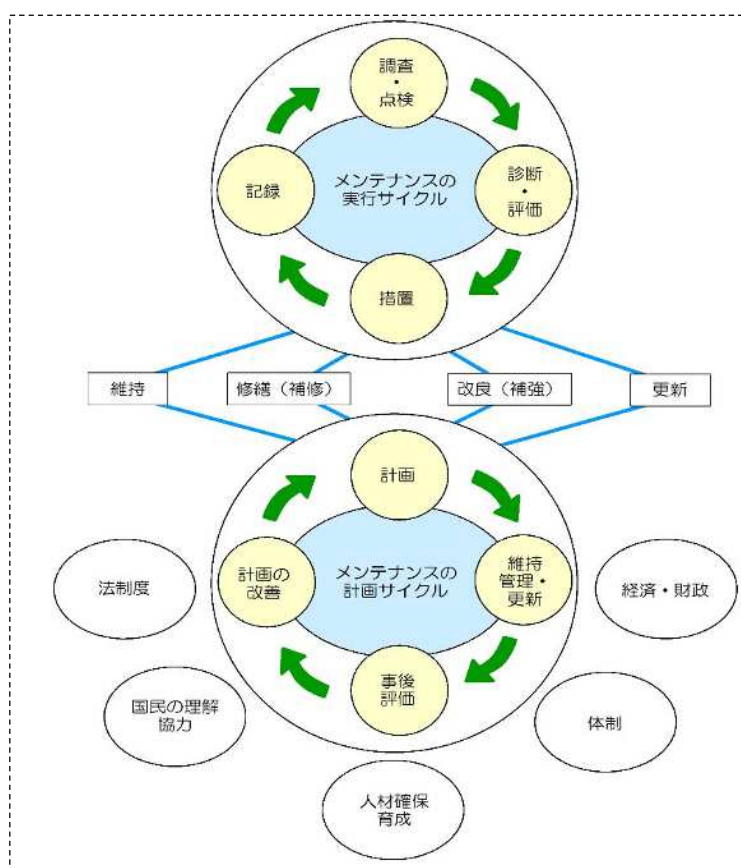 調査
・
点検
記録
メンテナンスの
実行サイクル
診断
・
評価
措置
維持
修繕（補修）
改良（補強）
更新
計画
計画の
改善
メンテナンスの
計画サイクル
維持
管理・
更新
事後
評価
法制度
経済・財政
国民の理解
協力
体制
人材確保
育成